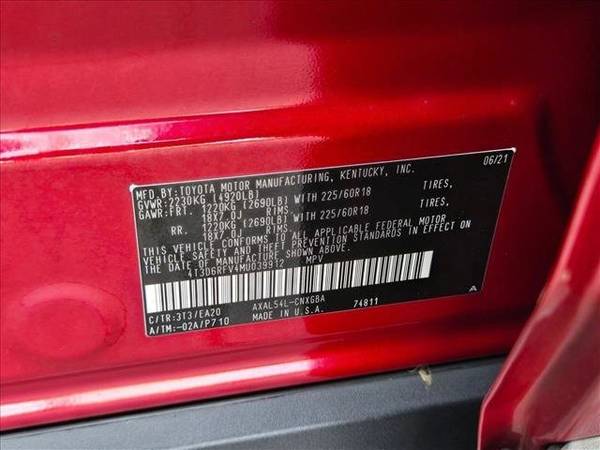 MFD.BY:TOYOTA MOTOR MANUFACTURING, KENTUCKY, INC. 06/21
GVWR:2230KG (4920LB)
GAWR:FRT. 1220KG (2690LB) WITH 225/60R18 TIRES,
18X7.0J
RR. 1220KG (2690LB) WITH 225/60R18 TIRES,
18X7.0J
THIS VEHICLE CONFORMS TO ALL APPLICABLE FEDERAL MOTOR
VEHICLE SAFETY AND THEFT PREVENTION STANDARDS IN
EFFECT ON THE DATE OF MANUFACTURE SHOWN ABOVE.
4T3D6RFV4MU039912 MPV
AXAL54L-CNXGBA 74811
C/TR:3T3/EA20 MADE IN U.S.A. A
A/TM:-02A/P710